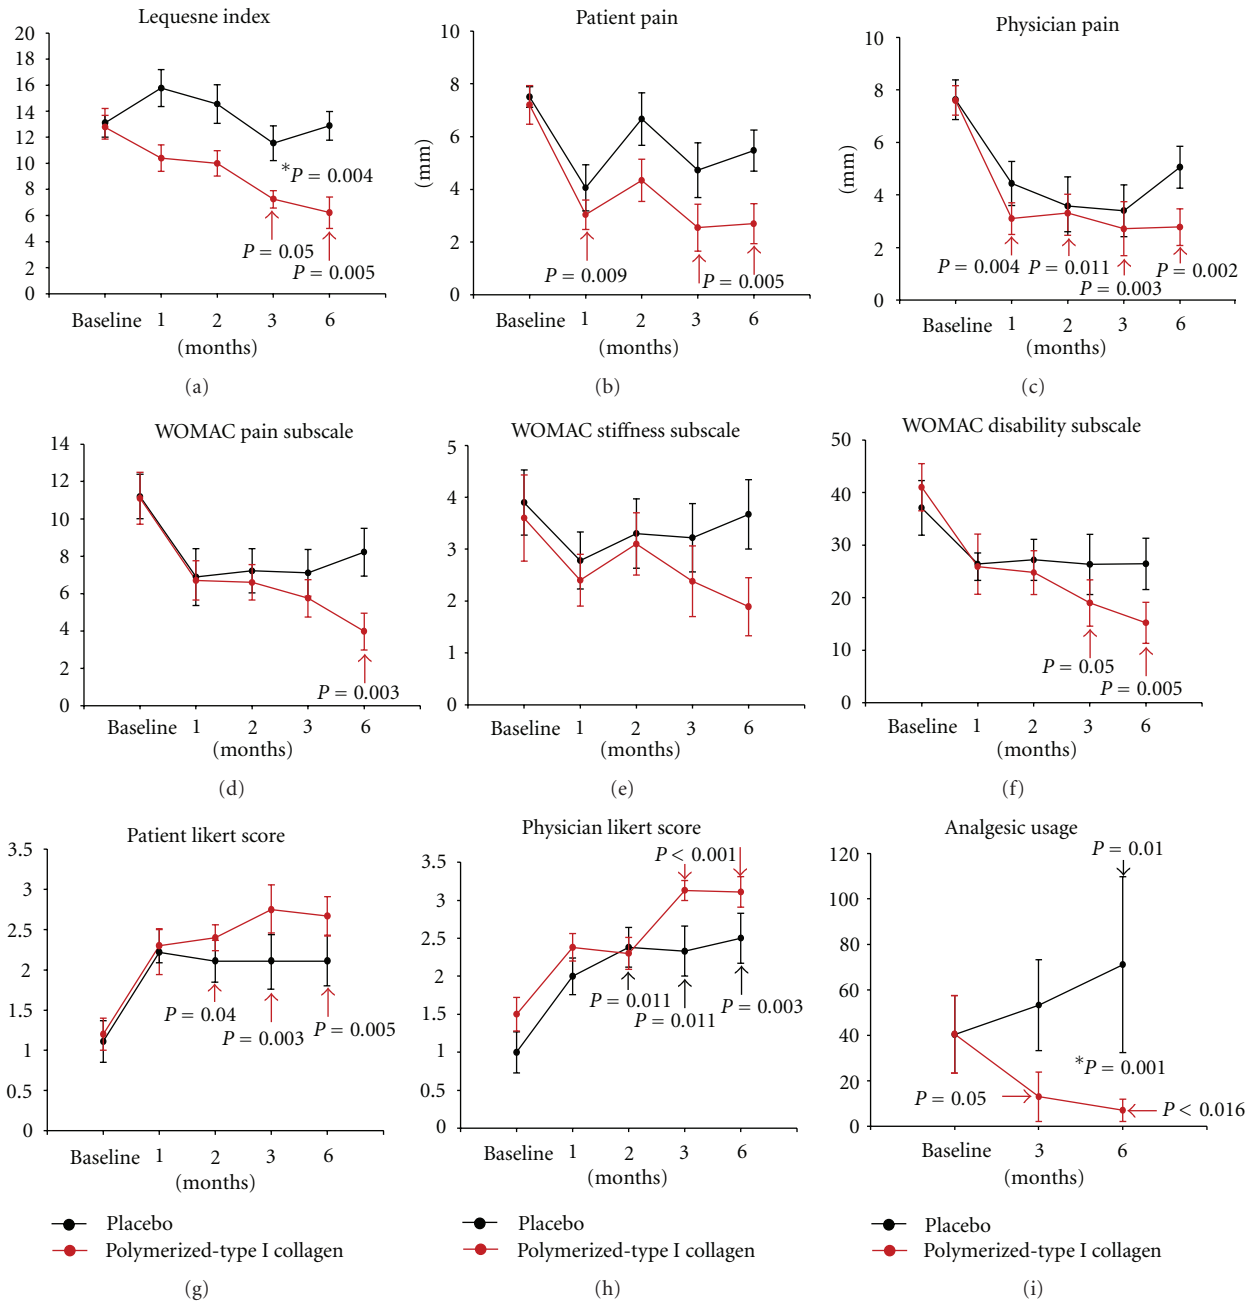 Lequesne index
20
18
16
14
12
10
8
6
4
2
0
*P = 0.004
P = 0.05
P = 0.005
Baseline 1 2 3 6
(months)
(a)
Patient pain
10
8
6
4
2
0
(mm)
P = 0.009
P = 0.005
Baseline 1 2 3 6
(months)
(b)
Physician pain
10
8
6
4
2
0
(mm)
P = 0.004
P = 0.011
P = 0.003
P = 0.002
Baseline 1 2 3 6
(months)
(c)
WOMAC pain subscale
14
12
10
8
6
4
2
0
P = 0.003
Baseline 1 2 3 6
(months)
(d)
WOMAC stiffness subscale
5
4
3
2
1
0
Baseline 1 2 3 6
(months)
(e)
WOMAC disability subscale
50
40
30
20
10
0
P = 0.05
P = 0.005
Baseline 1 2 3 6
(months)
(f)
Patient likert score
3.5
3
2.5
2
1.5
1
0.5
0
P = 0.04
P = 0.003
P = 0.005
Baseline 1 2 3 6
(months)
Placebo
Polymerized-type I collagen
(g)
Physician likert score
3.5
3
2.5
2
1.5
1
0.5
0
P < 0.001
P = 0.011
P = 0.011
P = 0.003
Baseline 1 2 3 6
(months)
Placebo
Polymerized-type I collagen
(h)
Analgesic usage
120
100
80
60
40
20
0
P = 0.01
*P = 0.001
P = 0.05
P < 0.016
Baseline 3 6
(months)
Placebo
Polymerized-type I collagen
(i)